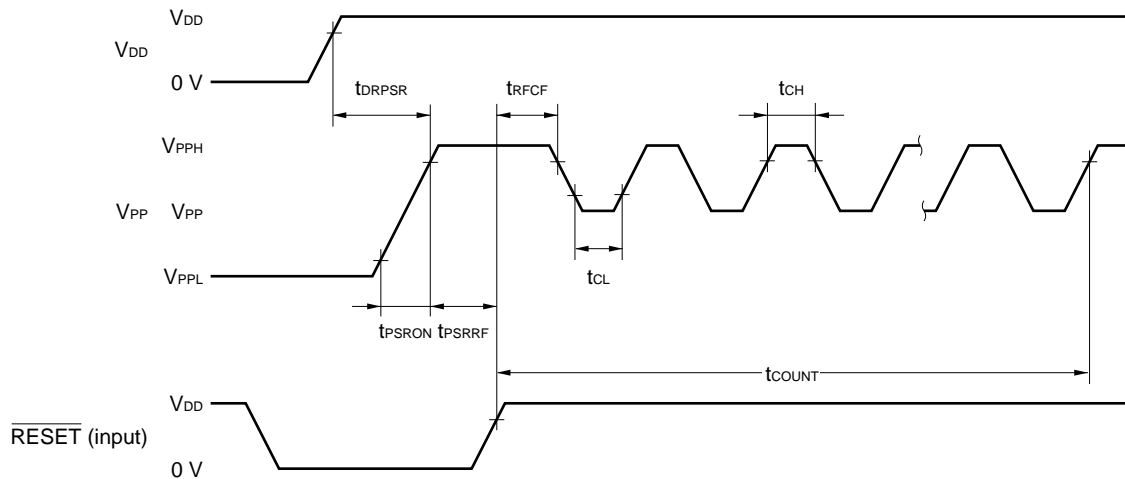 VDD
VDD
0 V
tDRPSR
tRFCF
tCH
VPPH
VPP
VPP
VPPL
tCL
tPSRON
tPSRRF
tCOUNT
VDD
RESET (input)
0 V